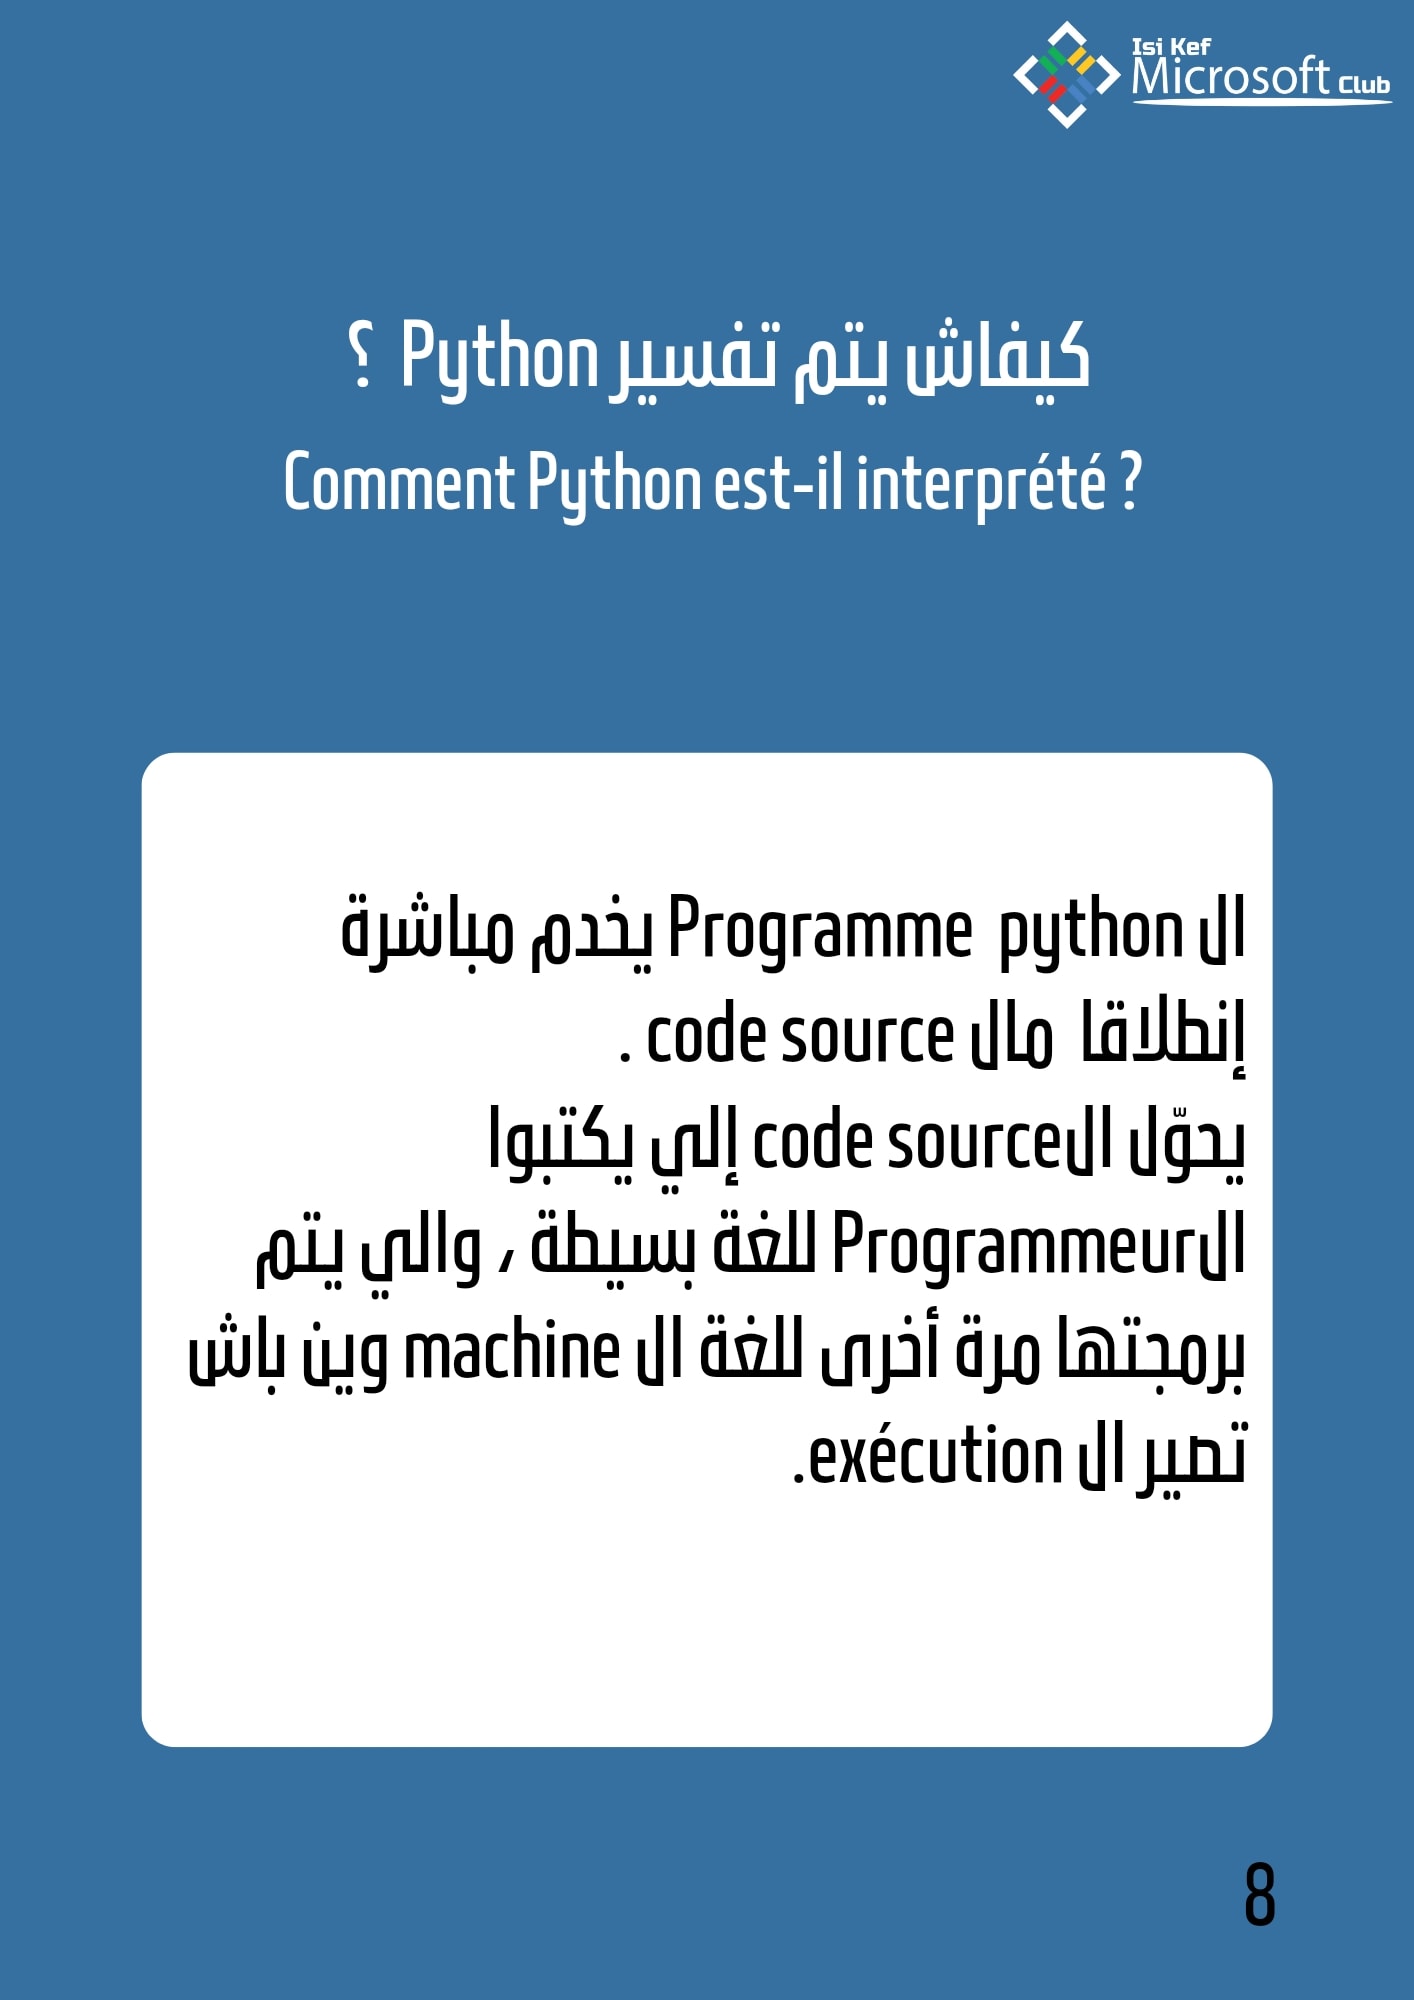 Isi Kef
Microsoft Club
كيفاش يتم تفسير Python ؟
Comment Python est-il interprété ?
ال Programme python يخدم مباشرة
إنطلاقا مال code source .
يحوّل الcode source إلي يكتبوا
الProgrammeur للغة بسيطة ، والي يتم
برمجتها مرة أخرى للغة ال machine وين باش
تصير ال exécution.
8